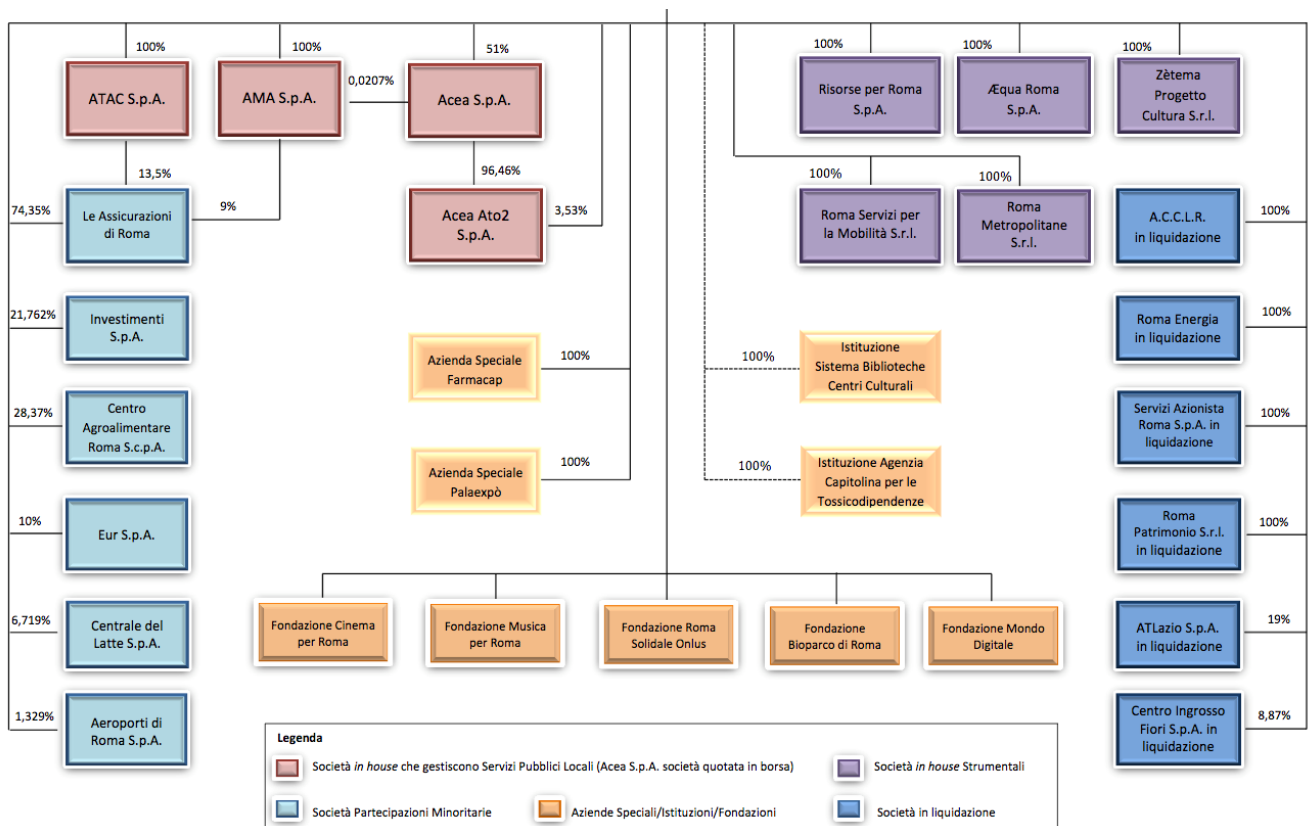 100%
100%
51%
100%
100%
100%
ATAC S.p.A.
AMA S.p.A.
0,0207%
Acea S.p.A.
Risorse per Roma
S.p.A.
ÆEqua Roma
S.p.A.
Zètema
Progetto
Cultura S.r.l.
13,5%
96,46%
100%
100%
74,35%
Le Assicurazioni
di Roma
9%
Acea Ato2
S.p.A.
3,53%
Roma Servizi per
la Mobilità S.r.l.
Roma
Metropolitane
S.r.l.
A.C.C.L.R.
in liquidazione
100%
21,762%
Investimenti
S.p.A.
Azienda Speciale
Farmacap
100%
100%
Istituzione
Sistema Biblioteche
Centri Culturali
Roma Energia
in liquidazione
100%
28,37%
Centro
Agroalimentare
Roma S.c.p.A.
Azienda Speciale
Palaexpò
100%
100%
Istituzione Agenzia
Capitolina per le
Tossicodipendenze
Servizi Azionista
Roma S.p.A. in
liquidazione
100%
10%
Eur S.p.A.
Roma
Patrimonio S.r.l.
in liquidazione
100%
6,719%
Centrale del
Latte S.p.A.
Fondazione Cinema
per Roma
Fondazione Musica
per Roma
Fondazione Roma
Solidale Onlus
Fondazione
Bioparco di Roma
Fondazione Mondo
Digitale
ATLazio S.p.A.
in liquidazione
19%
1,329%
Aeroporti di
Roma S.p.A.
Centro Ingrosso
Fiori S.p.A. in
liquidazione
8,87%
Legenda
Società in house che gestiscono Servizi Pubblici Locali (Acea S.p.A. società quotata in borsa)
Società in house Strumentali
Società Partecipazioni Minoritarie
Aziende Speciali/Istituzioni/Fondazioni
Società in liquidazione